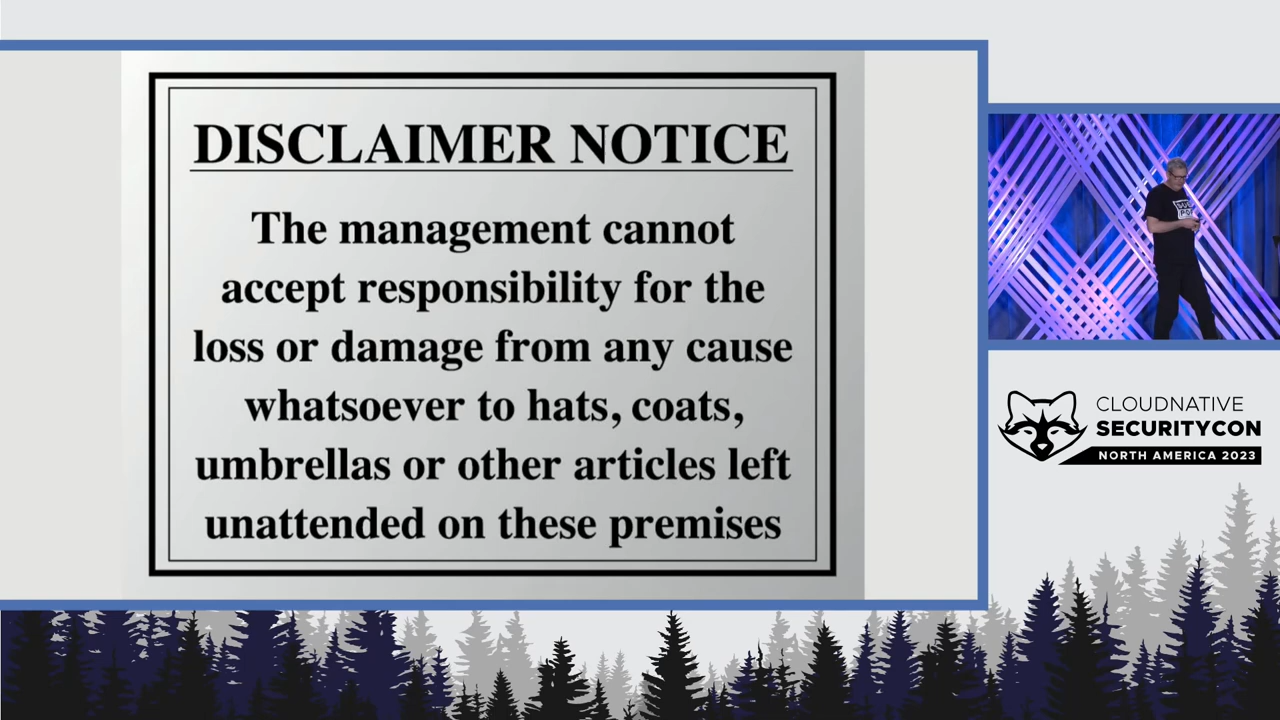 DISCLAIMER NOTICE
The management cannot
accept responsibility for the
loss or damage from any cause
whatsoever to hats, coats,
umbrellas or other articles left
unattended on these premises
CLOUDNATIVE
SECURITYCON
NORTH AMERICA 2023